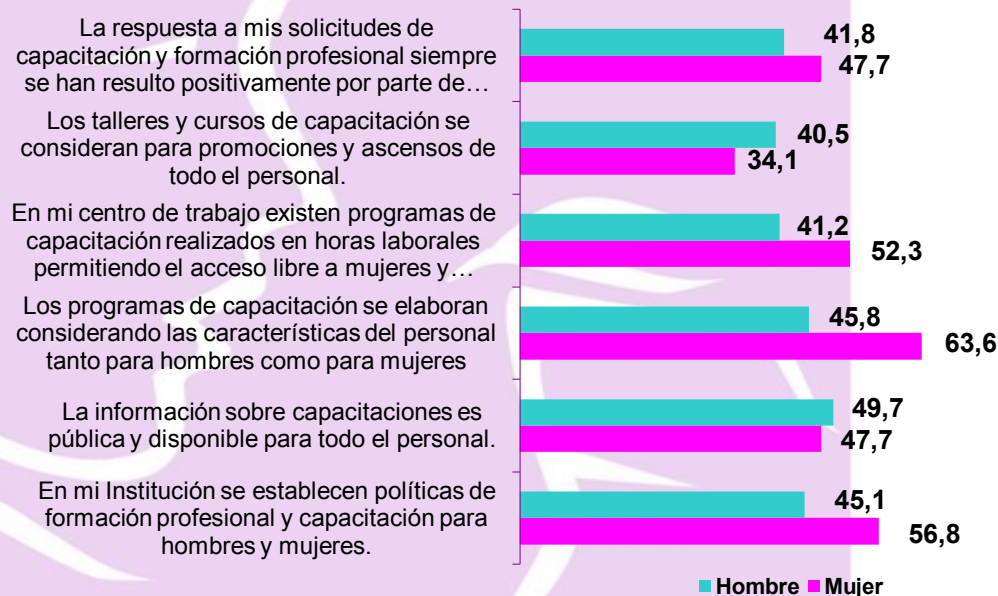 La respuesta a mis solicitudes de
capacitación y formación profesional siempre
se han resulto positivamente por parte de…
41,8
47,7
Los talleres y cursos de capacitación se
consideran para promociones y ascensos de
todo el personal.
40,5
34,1
En mi centro de trabajo existen programas de
capacitación realizados en horas laborales
permitiendo el acceso libre a mujeres y…
41,2
52,3
Los programas de capacitación se elaboran
considerando las características del personal
tanto para hombres como para mujeres
45,8
63,6
La información sobre capacitaciones es
pública y disponible para todo el personal.
49,7
47,7
En mi Institución se establecen políticas de
formación profesional y capacitación para
hombres y mujeres.
45,1
56,8
Hombre Mujer